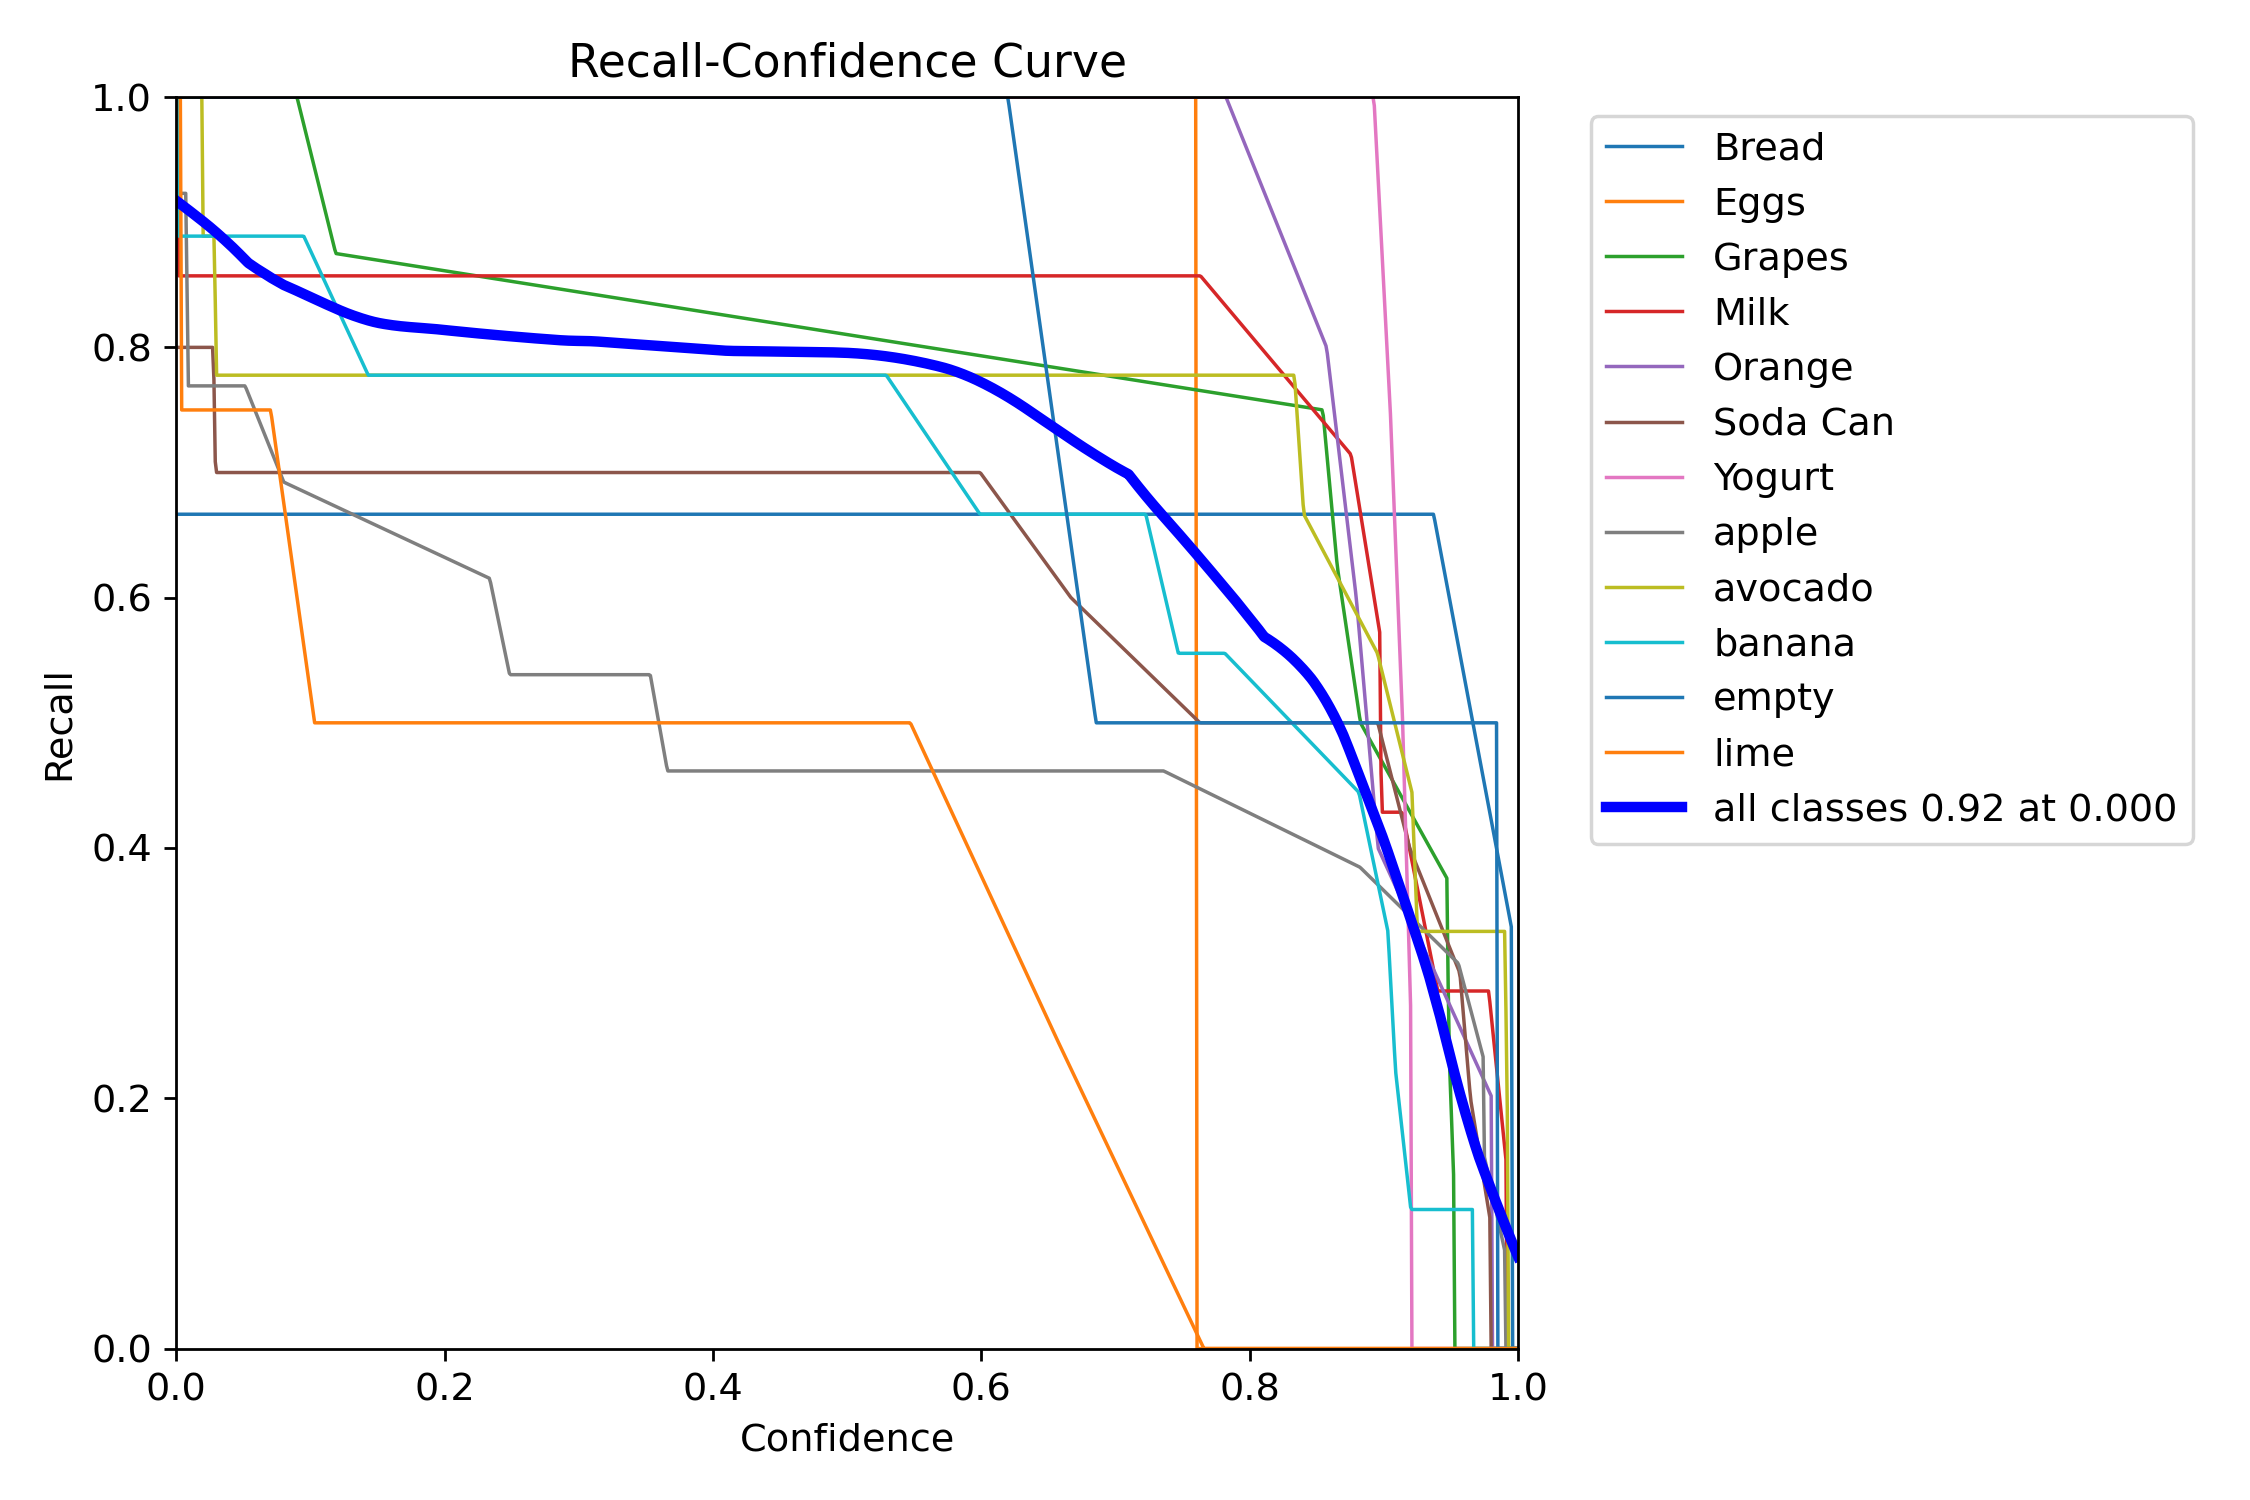 Recall-Confidence Curve
1.0
0.8
0.6
0.4
0.2
0.0
Recall
0.0 0.2 0.4 0.6 0.8 1.0
Confidence
Bread
Eggs
Grapes
Milk
Orange
Soda Can
Yogurt
apple
avocado
banana
empty
lime
all classes 0.92 at 0.000